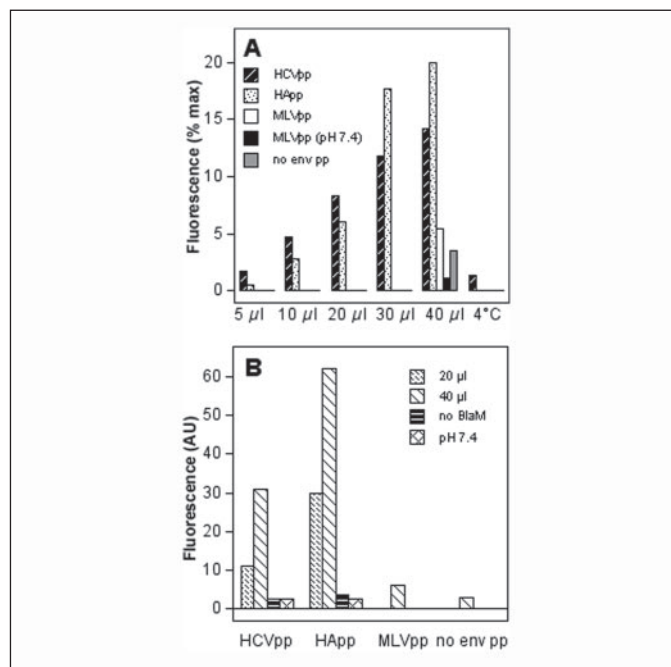 A
HCVpp
HApp
MLVpp
MLVpp (pH 7.4)
no env pp
Fluorescence (% max)
20
15
10
5
0
5 µl 10 µl 20 µl 30 µl 40 µl 4°C
B
20 µl
40 µl
no BlaM
pH 7.4
Fluorescence (AU)
60
50
40
30
20
10
0
HCVpp HApp MLVpp no env pp